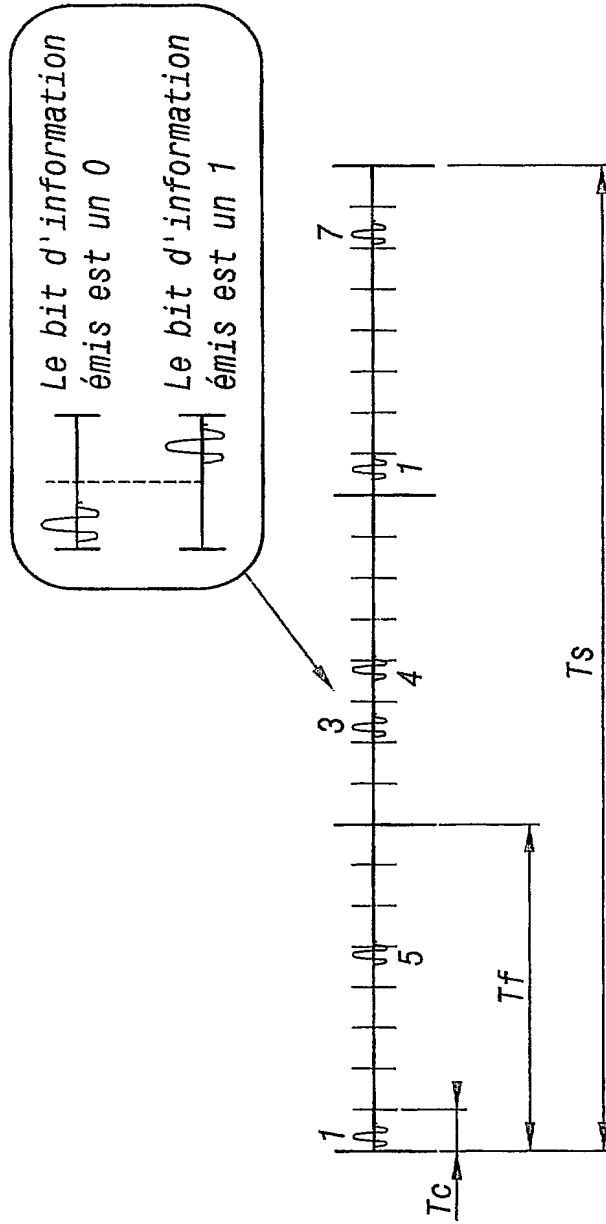 Le bit d'information
émis est un 0
Le bit d'information
émis est un 1
1
5
3
4
1
7
Tc
Tf
Ts